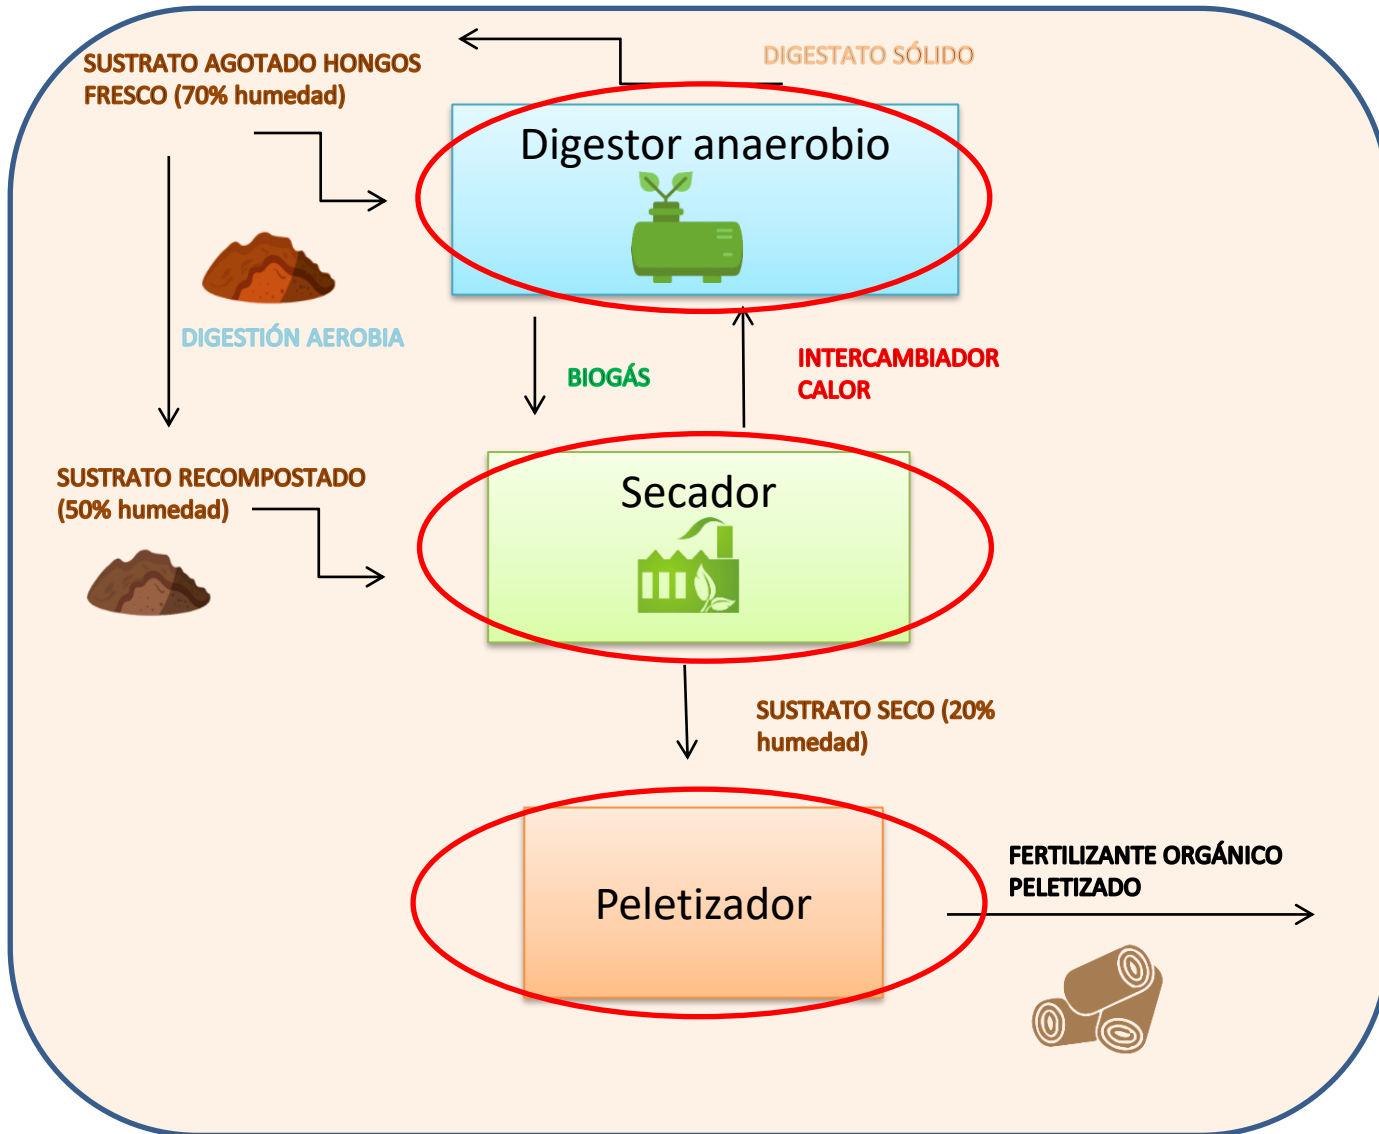 DIGESTATO SÓLIDO
SUSTRATO AGOTADO HONGOS
FRESCO (70% humedad)
Digestor anaerobio
DIGESTIÓN AEROBIA
BIOGÁS
INTERCAMBIADOR
CALOR
SUSTRATO RECOMPOSTADO
(50% humedad)
Secador
SUSTRATO SECO (20%
humedad)
Peletizador
FERTILIZANTE ORGÁNICO
PELETIZADO